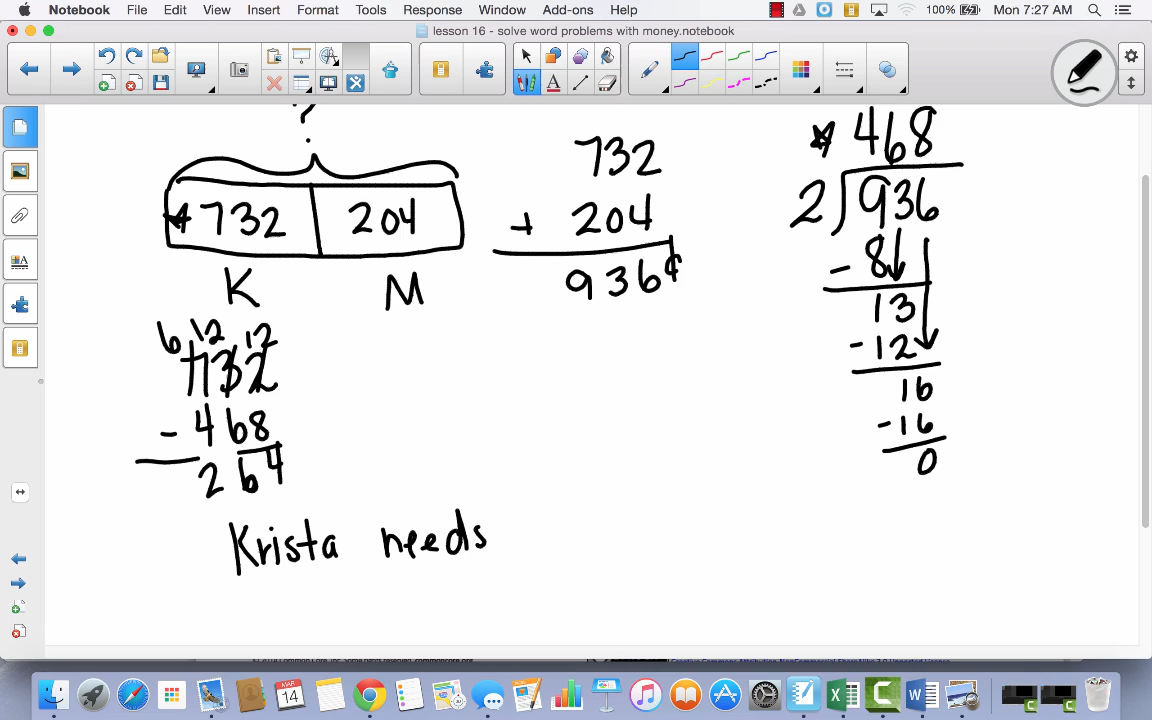 Notebook File Edit View Insert Format Tools Response Window Add-ons Help 100% Mon 7:27 AM
lesson 16 - solve word problems with money.notebook
?
732 204
K M
732
+ 204
936¢
468
2 936
- 8
13
- 12
16
- 16
0
6 12 12
732
- 468
264
Krista needs
MAR
14